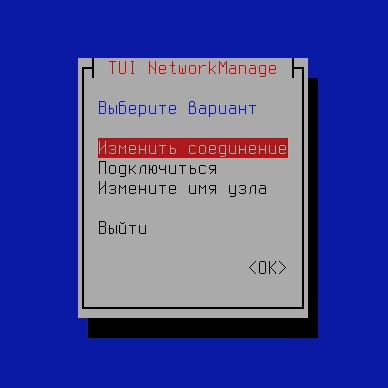 TUI NetworkManage
Выберите вариант
Изменить соединение
Подключиться
Измените имя узла
Выйти
<OK>